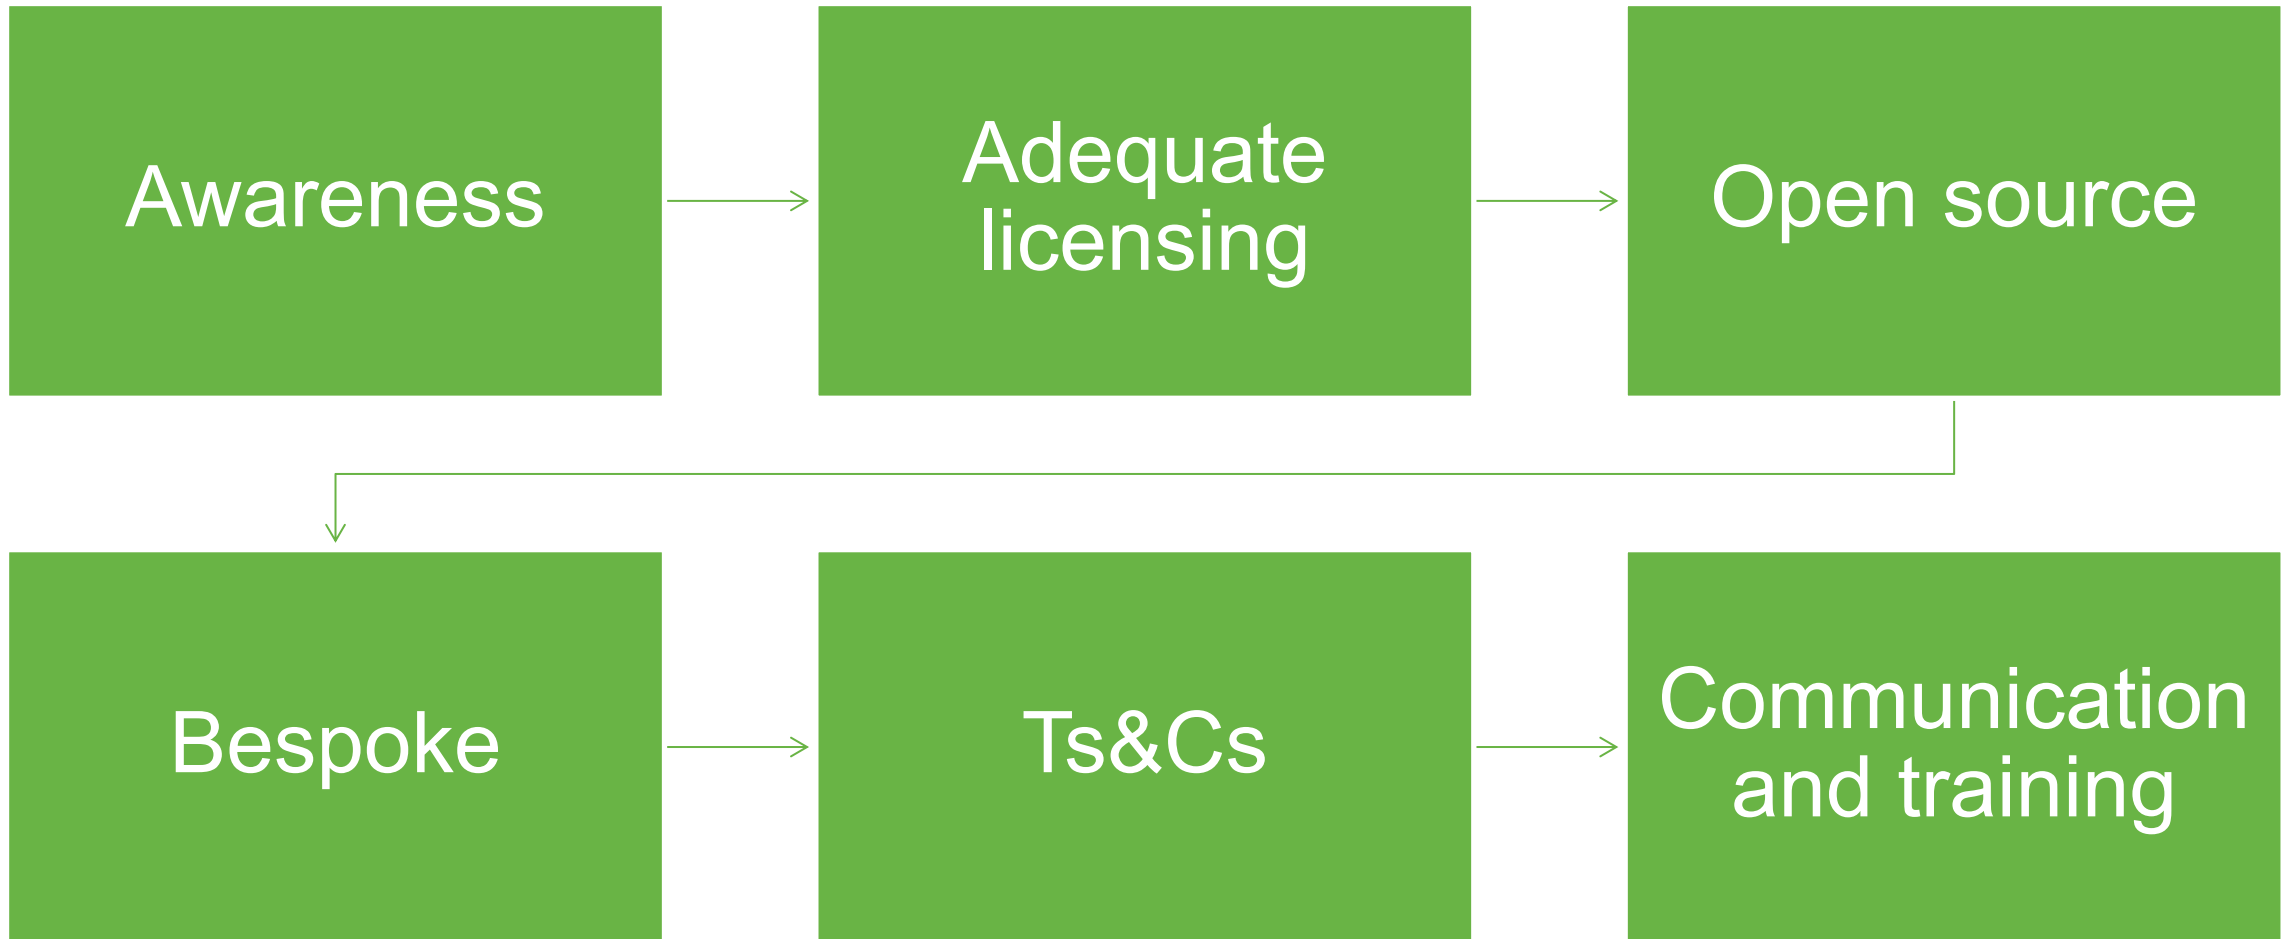 Awareness
Adequate
licensing
Open source
Bespoke
Ts&Cs
Communication
and training